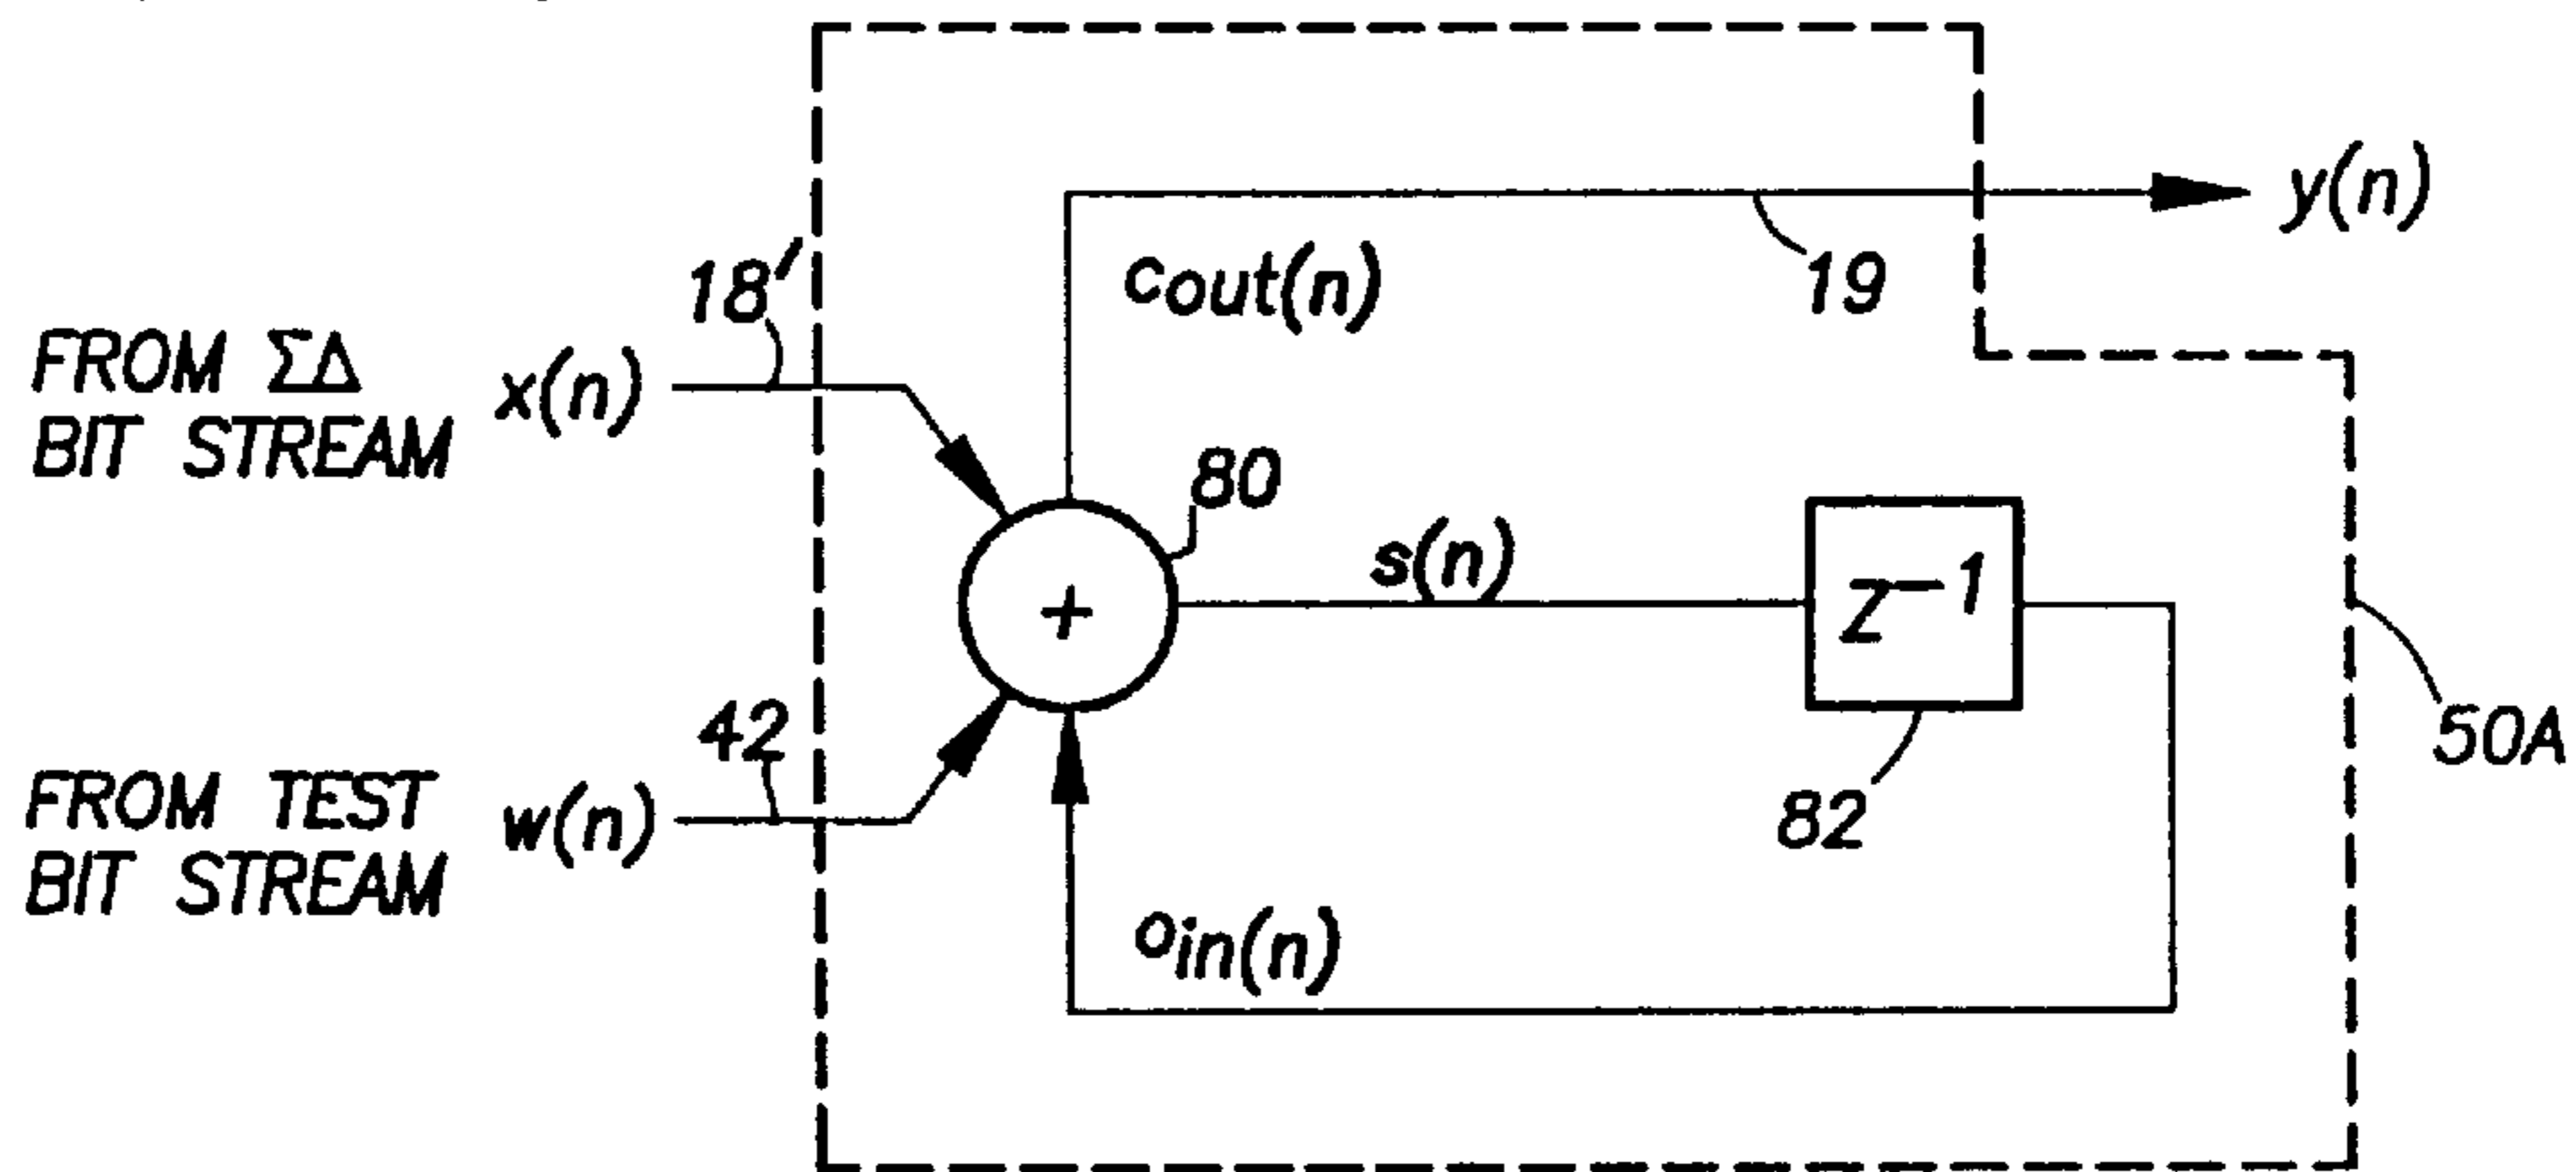 18'
FROM ΣΔ
BIT STREAM
x(n)
cout(n)
19
y(n)
80
+
s(n)
z⁻¹
82
50A
42
FROM TEST
BIT STREAM
w(n)
oin(n)